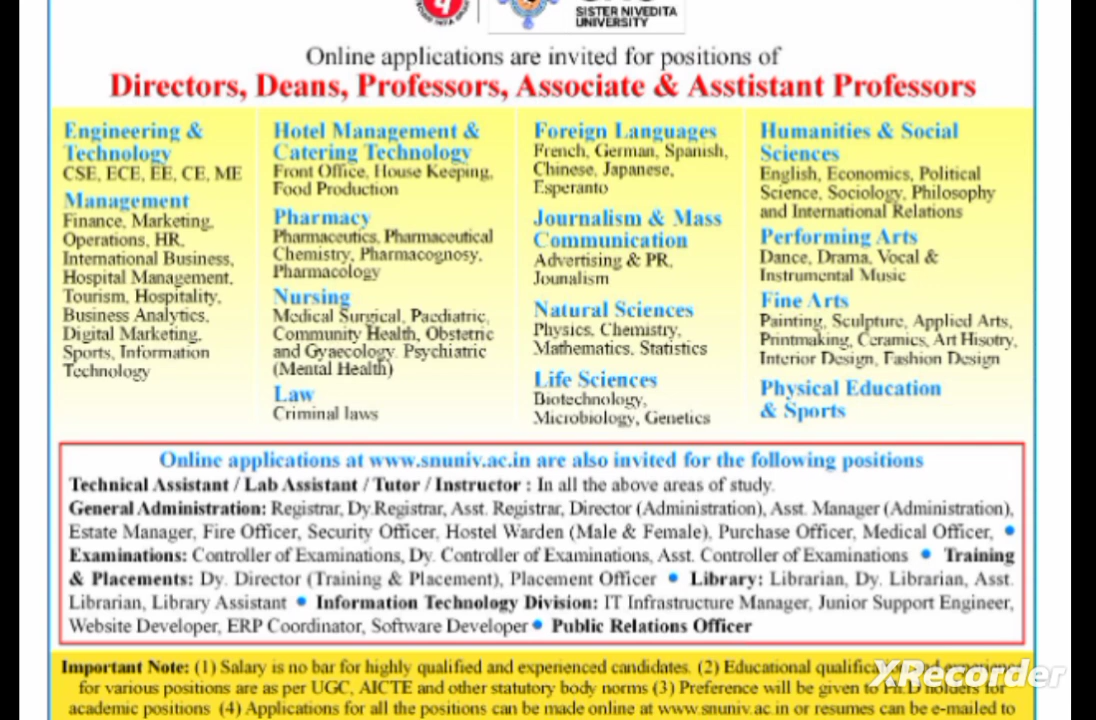 SISTER NIVEDITA
UNIVERSITY
Online applications are invited for positions of
Directors, Deans, Professors, Associate & Asstistant Professors
Engineering &
Technology
CSE, ECE, EE, CE, ME
Management
Finance, Marketing,
Operations, HR,
International Business,
Hospital Management,
Tourism, Hospitality,
Business Analytics,
Digital Marketing,
Sports, Information
Technology
Hotel Management &
Catering Technology
Front Office, House Keeping,
Food Production
Pharmacy
Pharmaceutics, Pharmaceutical
Chemistry, Pharmacognosy,
Pharmacology
Nursing
Medical Surgical, Paediatric,
Community Health, Obstetric
and Gyaecology. Psychiatric
(Mental Health)
Law
Criminal laws
Foreign Languages
French, German, Spanish,
Chinese, Japanese,
Esperanto
Journalism & Mass
Communication
Advertising & PR,
Jounalism
Natural Sciences
Physics, Chemistry,
Mathematics, Statistics
Life Sciences
Biotechnology,
Microbiology, Genetics
Humanities & Social
Sciences
English, Economics, Political
Science, Sociology, Philosophy
and International Relations
Performing Arts
Dance, Drama, Vocal &
Instrumental Music
Fine Arts
Painting, Sculpture, Applied Arts,
Printmaking, Ceramics, Art Hisotry,
Interior Design, Fashion Design
Physical Education
& Sports
Online applications at www.snuniv.ac.in are also invited for the following positions
Technical Assistant / Lab Assistant / Tutor / Instructor : In all the above areas of study.
General Administration: Registrar, Dy.Registrar, Asst. Registrar, Director (Administration), Asst. Manager (Administration),
Estate Manager, Fire Officer, Security Officer, Hostel Warden (Male & Female), Purchase Officer, Medical Officer, •
Examinations: Controller of Examinations, Dy. Controller of Examinations, Asst. Controller of Examinations • Training
& Placements: Dy. Director (Training & Placement), Placement Officer • Library: Librarian, Dy. Librarian, Asst.
Librarian, Library Assistant • Information Technology Division: IT Infrastructure Manager, Junior Support Engineer,
Website Developer, ERP Coordinator, Software Developer • Public Relations Officer
Important Note: (1) Salary is no bar for highly qualified and experienced candidates. (2) Educational
for various positions are as per UGC, AICTE and other statutory body norms (3) Preference will be given to Ph.D holders for
academic positions (4) Applications for all the positions can be made online at www.snuniv.ac.in or resumes can be e-mailed to
XRecorder